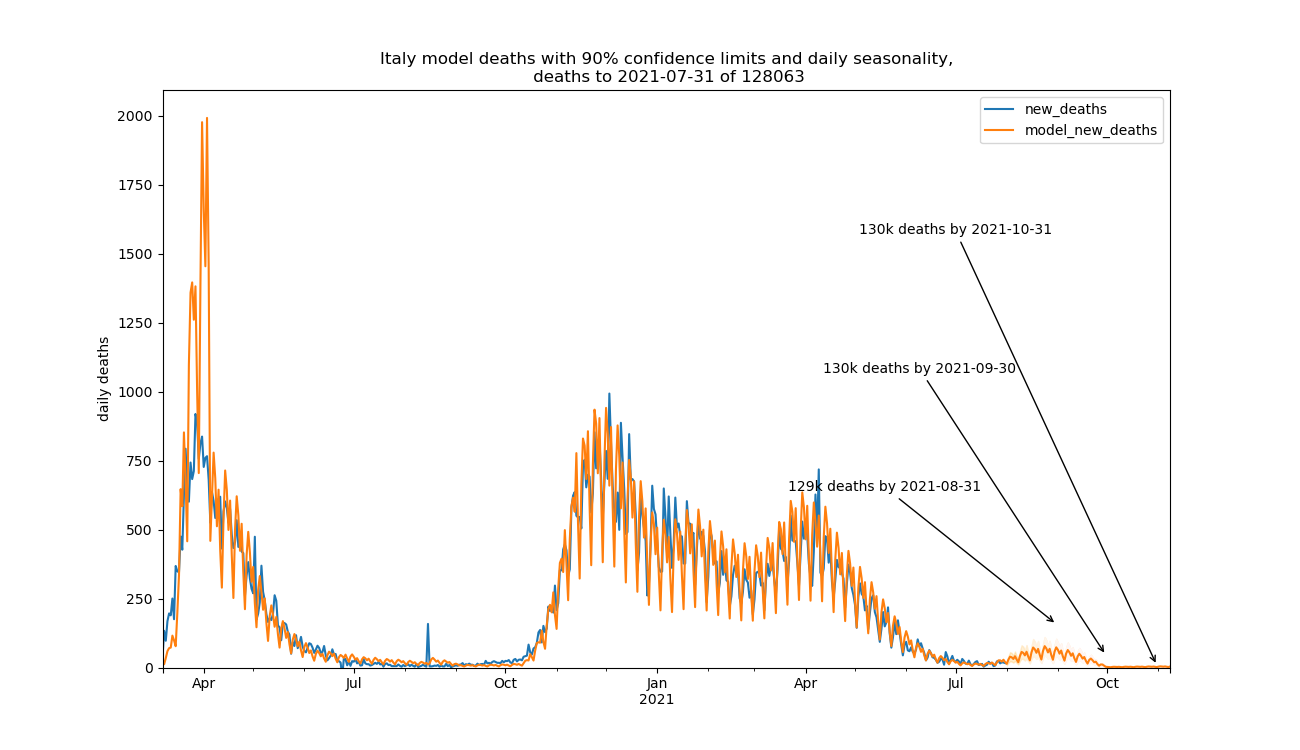 Italy model deaths with 90% confidence limits and daily seasonality,
deaths to 2021-07-31 of 128063
new_deaths
model_new_deaths
2000
1750
1500
1250
1000
750
500
250
0
daily deaths
130k deaths by 2021-10-31
130k deaths by 2021-09-30
129k deaths by 2021-08-31
Apr Jul Oct Jan Apr Jul Oct
2021